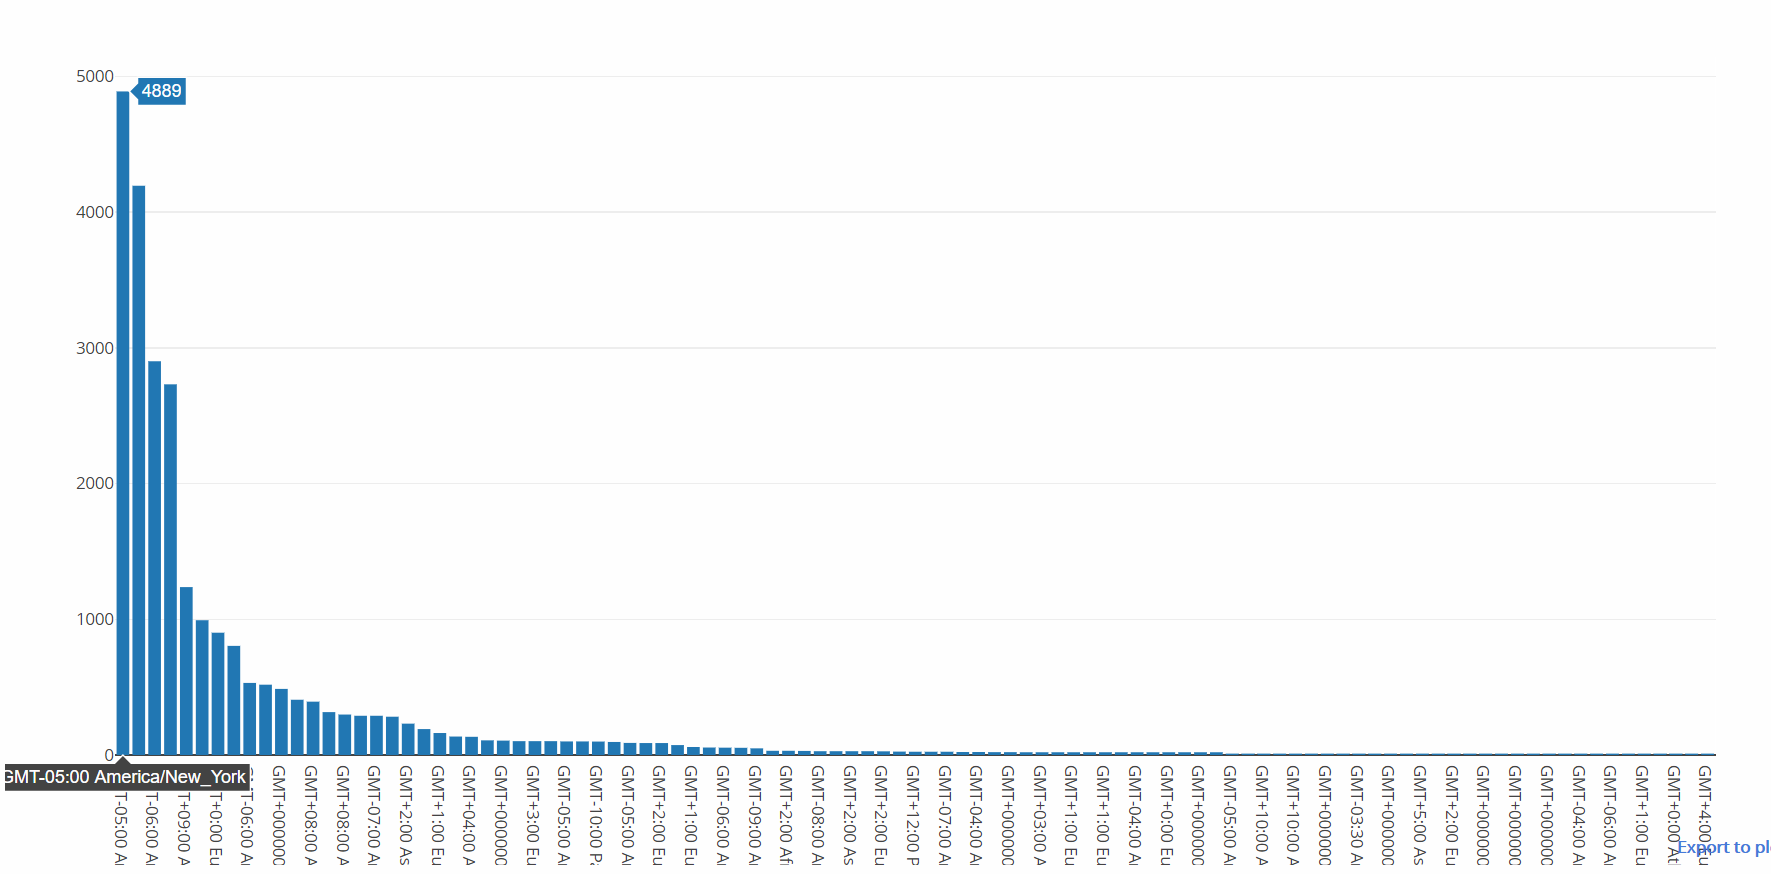 5000
4889
4000
3000
2000
1000
0
GMT-05:00 America/New_York
T-05:00 A
T-06:00 A
T+09:00 A
T+0:00 Eu
T-06:00 A
GMT+00000
GMT+08:00 A
GMT+08:00 A
GMT-07:00 A
GMT+2:00 As
GMT+1:00 Eu
GMT+04:00 A
GMT+00000
GMT+3:00 Eu
GMT-05:00 A
GMT-10:00 P
GMT-05:00 A
GMT+2:00 Eu
GMT+1:00 Eu
GMT-06:00 A
GMT-09:00 A
GMT+2:00 Af
GMT-08:00 A
GMT+2:00 As
GMT+2:00 Eu
GMT+12:00 P
GMT-07:00 A
GMT-04:00 A
GMT+00000
GMT+03:00 A
GMT+1:00 Eu
GMT+1:00 Eu
GMT-04:00 A
GMT+0:00 Eu
GMT+00000
GMT-05:00 A
GMT+10:00 A
GMT+10:00 A
GMT+00000
GMT-03:30 A
GMT+00000
GMT+5:00 As
GMT+2:00 Eu
GMT+00000
GMT+00000
GMT+00000
GMT-04:00 A
GMT-06:00 A
GMT+1:00 Eu
GMT+0:00 At
GMT+4:00 Eu
Export to pl